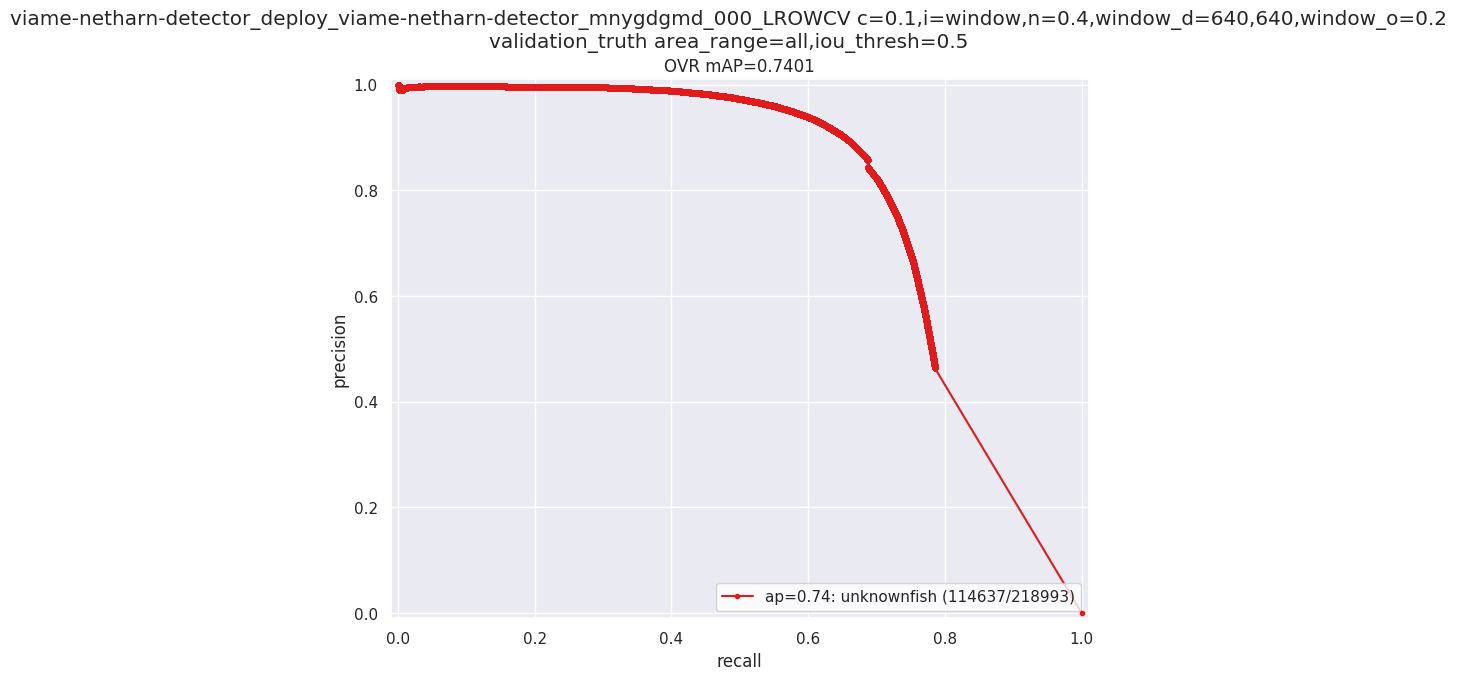 viame-netharn-detector_deploy_viame-netharn-detector_mnygdgmd_000_LROWCV c=0.1,i=window,n=0.4,window_d=640,640,window_o=0.2
validation_truth area_range=all,iou_thresh=0.5
OVR mAP=0.7401
1.0
0.8
0.6
0.4
0.2
0.0
precision
ap=0.74: unknownfish (114637/218993)
0.0 0.2 0.4 0.6 0.8 1.0
recall